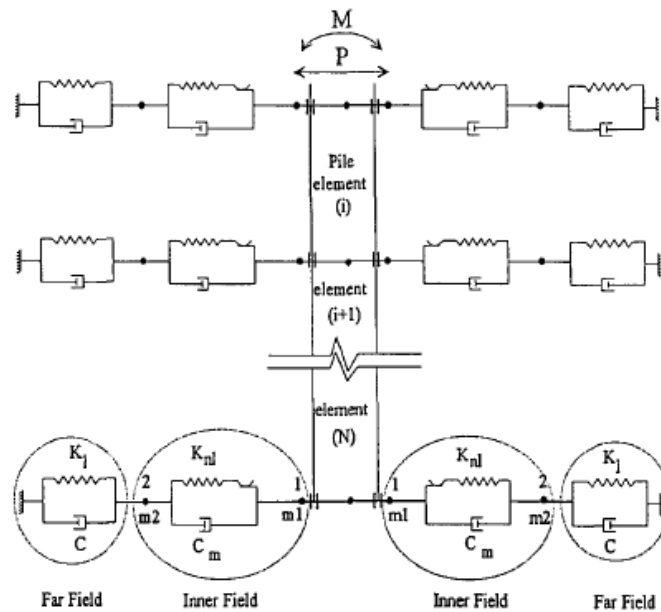 M
P
Pile
element
(i)
element
(i+1)
element
(N)
K_l K_nl K_nl K_l
2 1 1 2
m2 m1 m1 m2
C C_m C_m C
Far Field Inner Field Inner Field Far Field